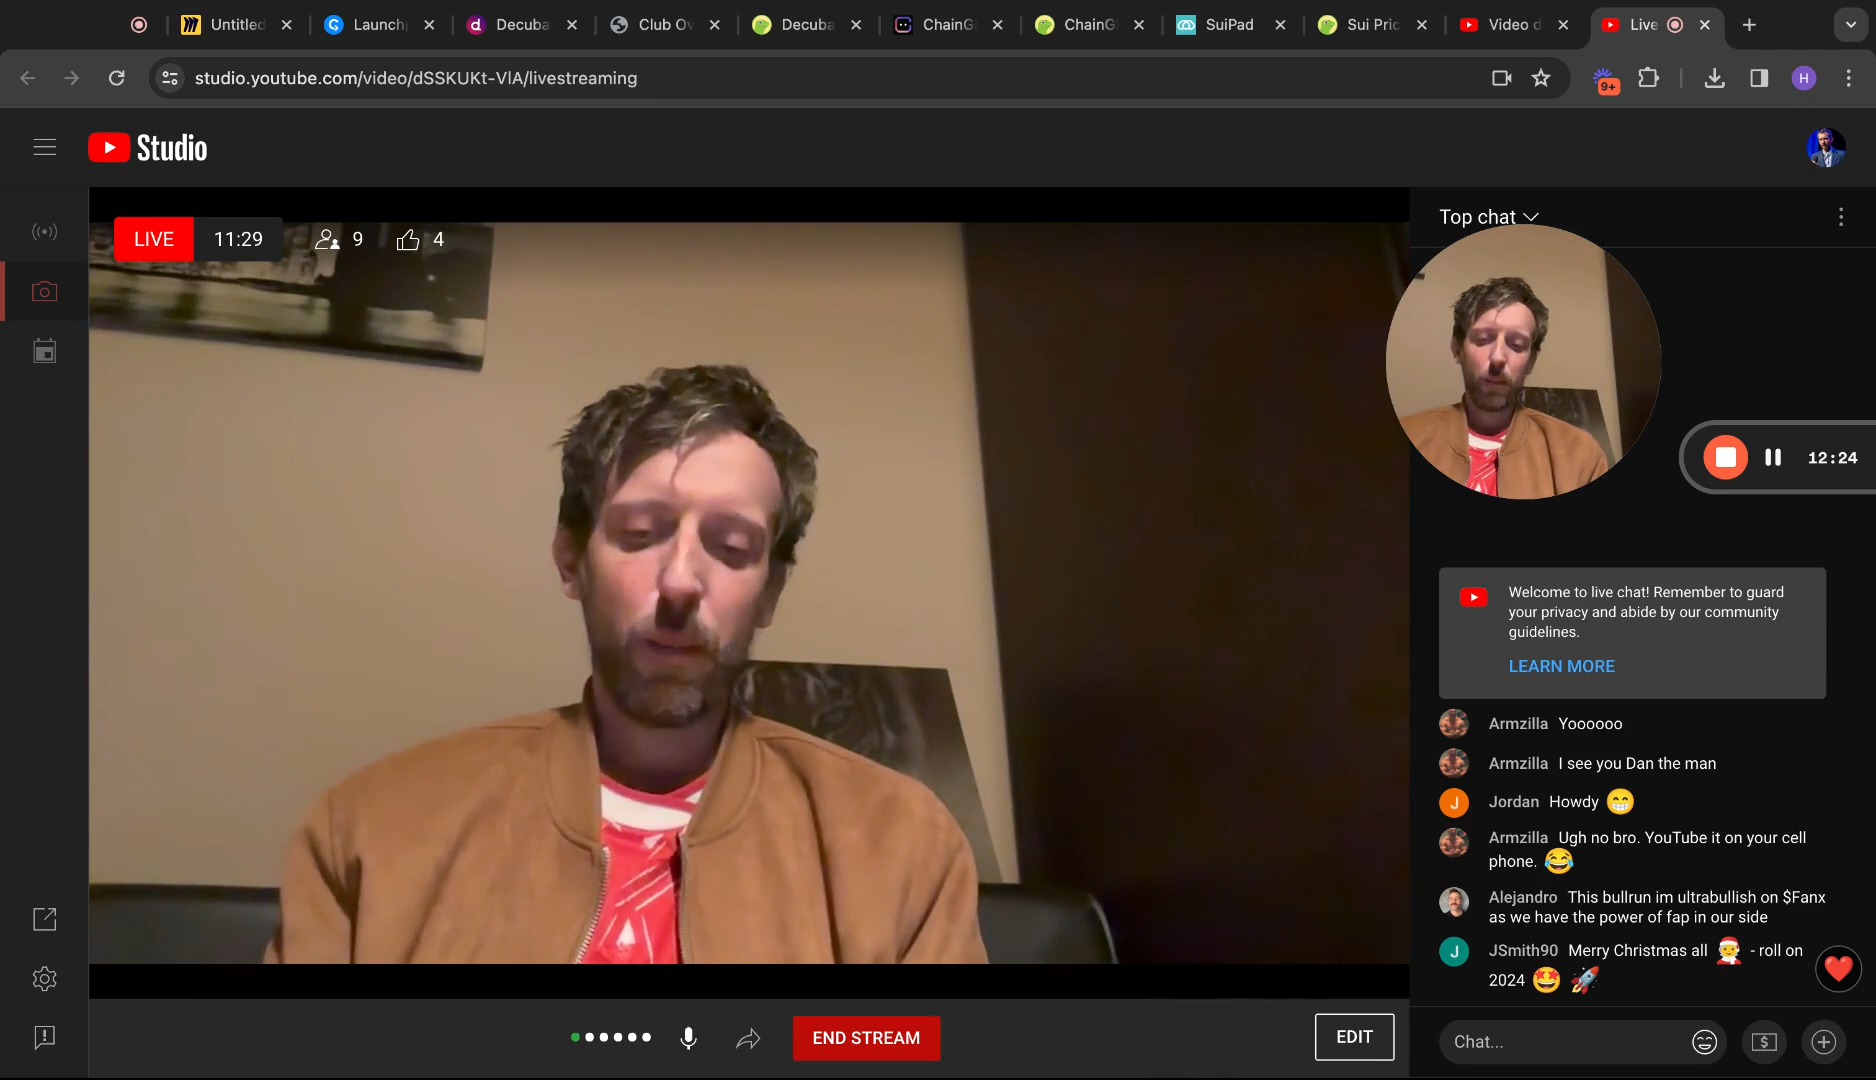 Untitled
Launchp
Decuba
Club Ov
Decuba
ChainG
ChainG
SuiPad
Sui Pric
Video d
Live
studio.youtube.com/video/dSSKUKt-VlA/livestreaming
9+
H
Studio
LIVE 11:29 9 4
Top chat
12:24
Welcome to live chat! Remember to guard
your privacy and abide by our community
guidelines.
LEARN MORE
Armzilla Yoooooo
Armzilla I see you Dan the man
J Jordan Howdy 😁
Armzilla Ugh no bro. YouTube it on your cell
phone. 😂
Alejandro This bullrun im ultrabullish on $Fanx
as we have the power of fap in our side
J JSmith90 Merry Christmas all 🎅 - roll on
2024 🤩 🚀
END STREAM
EDIT
Chat...